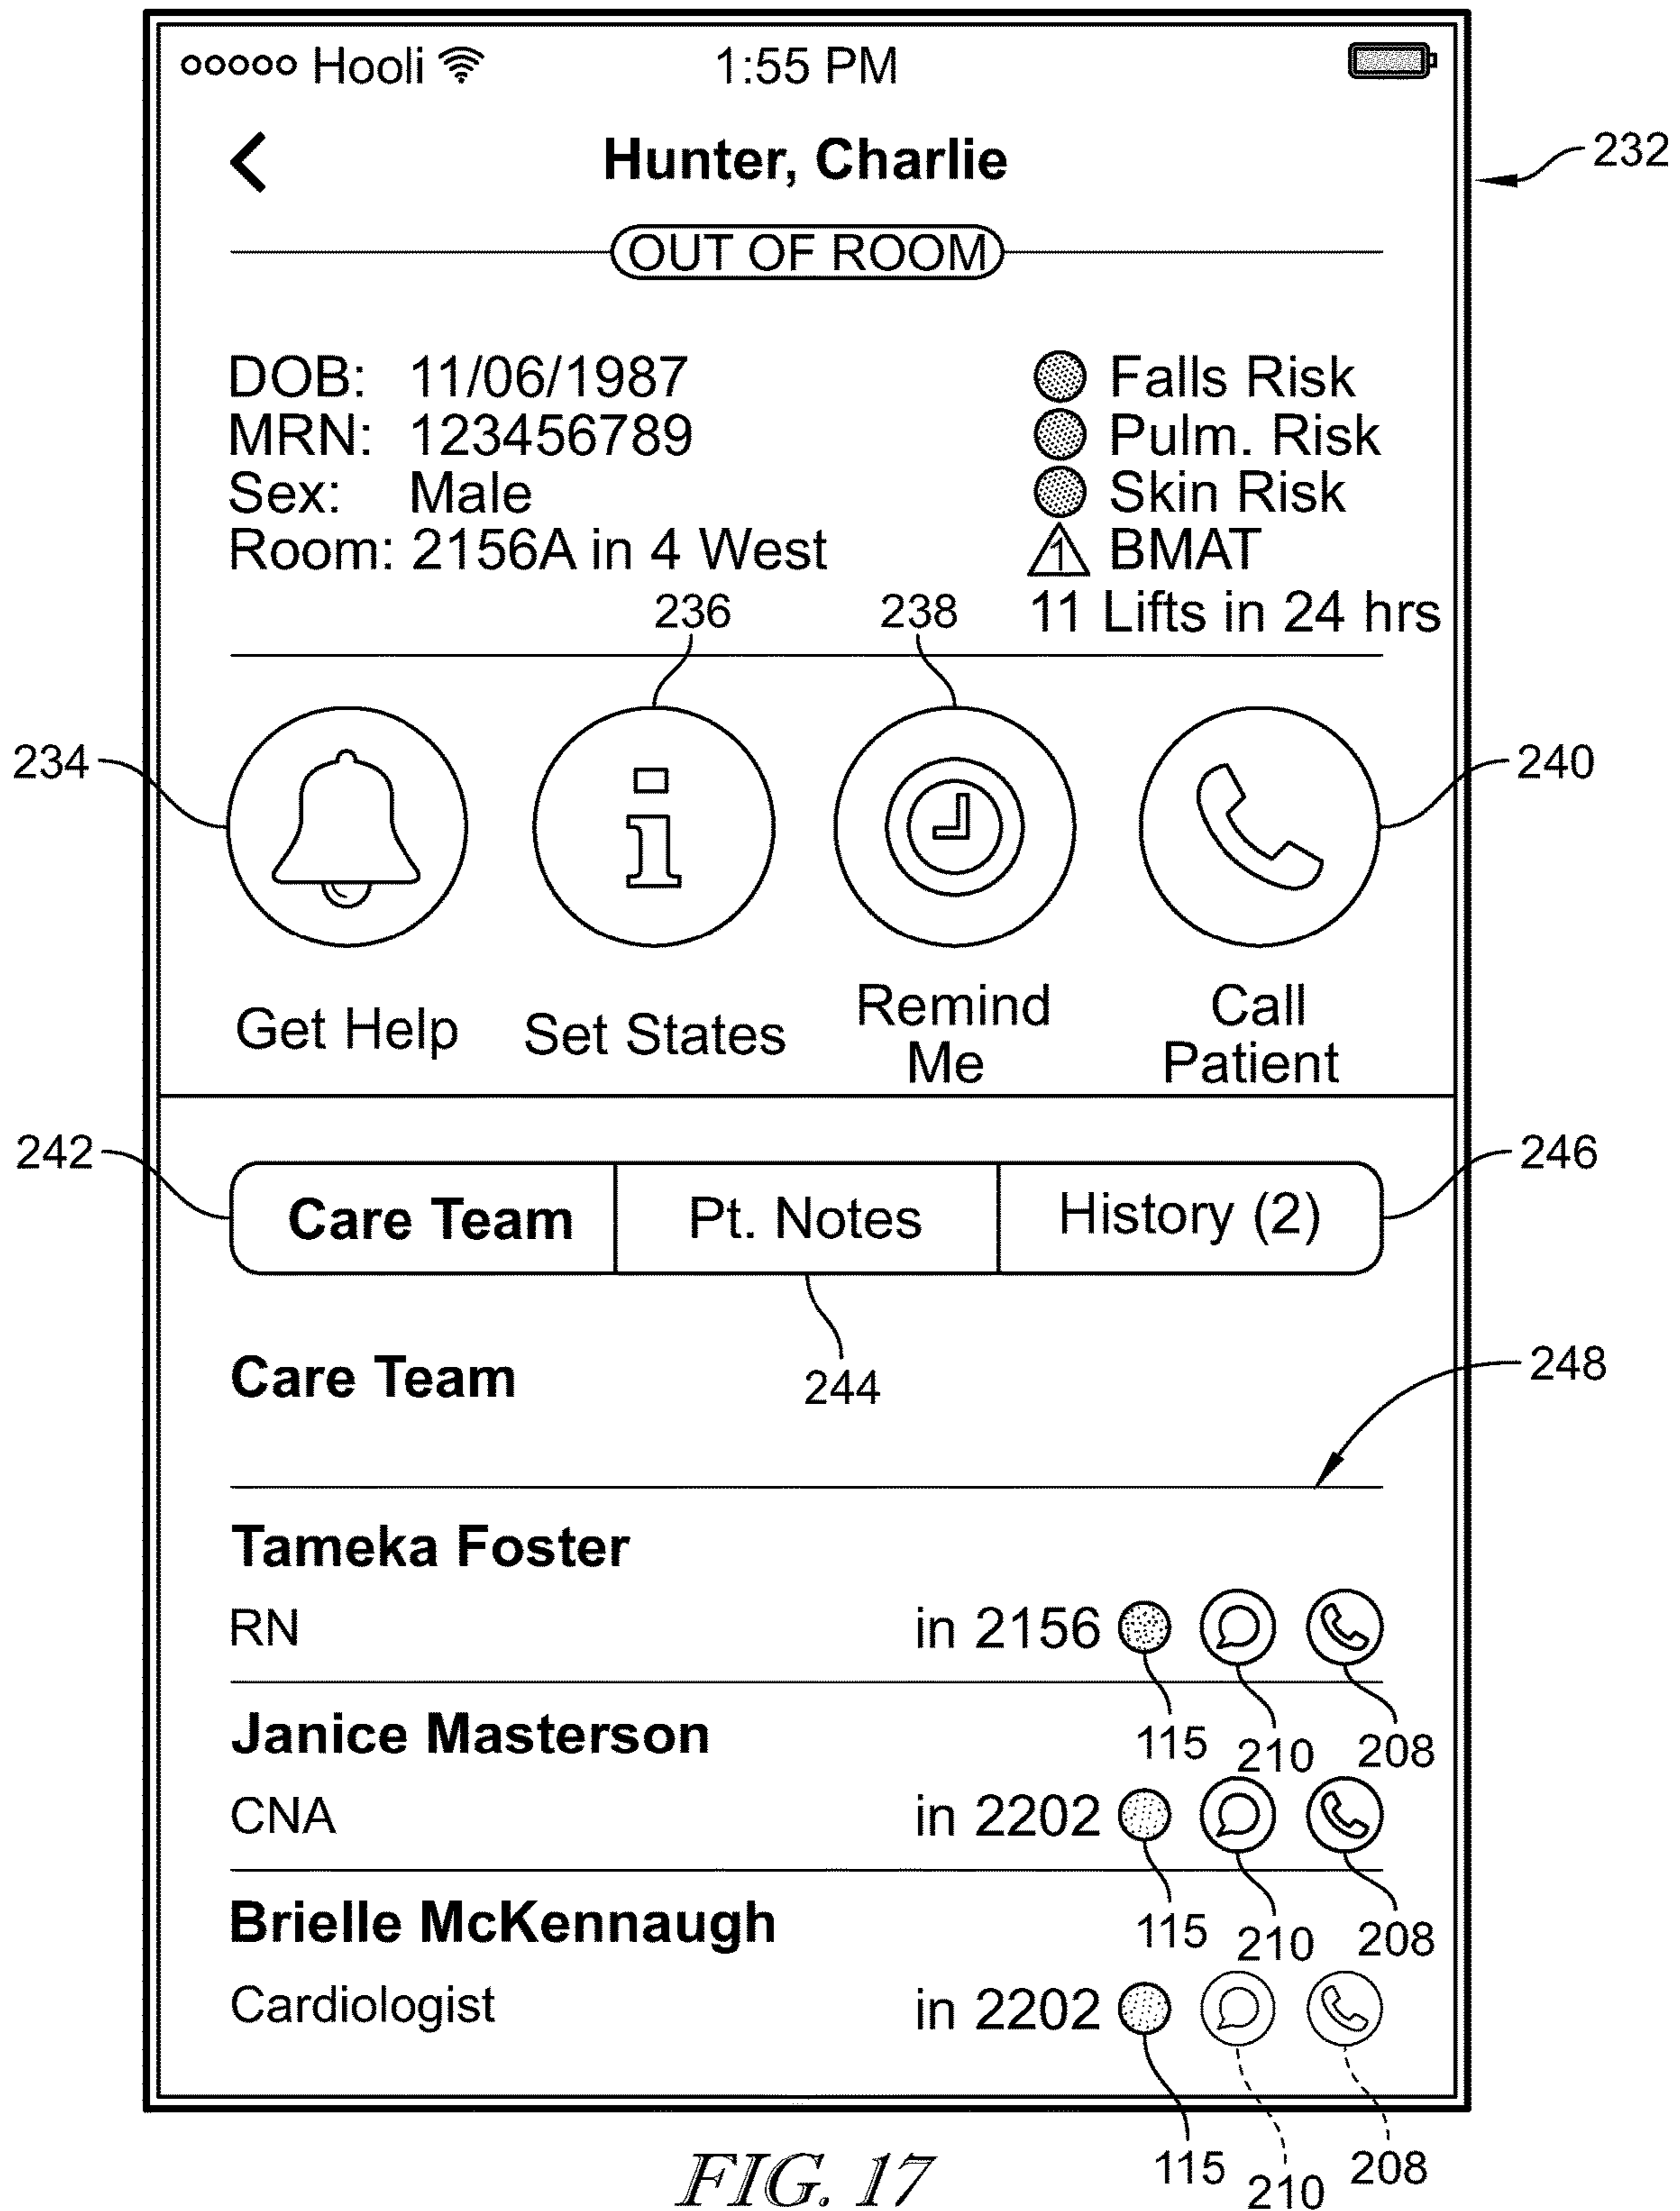 ooooo Hooli 1:55 PM
Hunter, Charlie
232
OUT OF ROOM
DOB: 11/06/1987
Falls Risk
MRN: 123456789
Pulm. Risk
Sex: Male
Skin Risk
Room: 2156A in 4 West
1 BMAT
11 Lifts in 24 hrs
236
238
234
i
240
Get Help
Set States
Remind
Me
Call
Patient
242
246
Care Team
Pt. Notes
History (2)
Care Team
244
248
Tameka Foster
RN
in 2156
115
210
208
Janice Masterson
CNA
in 2202
115
210
208
Brielle McKennaugh
Cardiologist
in 2202
115
210
208
FIG. 17